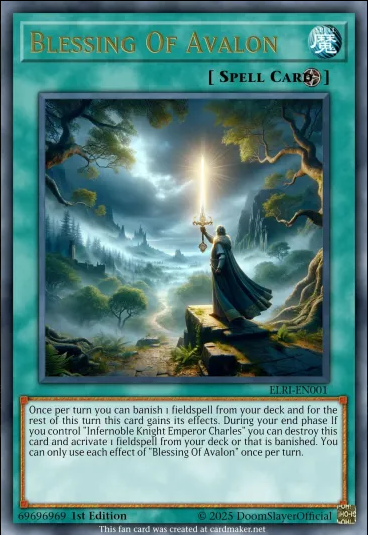 Blessing Of Avalon
魔
[ Spell Card ]
ELRI-EN001
Once per turn you can banish 1 fieldspell from your deck and for the
rest of this turn this card gains its effects. During your end phase If
you control "Infernoble Knight Emperor Charles" you can destroy this
card and acrivate 1 fieldspell from your deck or that is banished. You
can only use each effect of "Blessing Of Avalon" once per turn.
69696969 1st Edition © 2025 DoomSlayerOfficial
This fan card was created at cardmaker.net